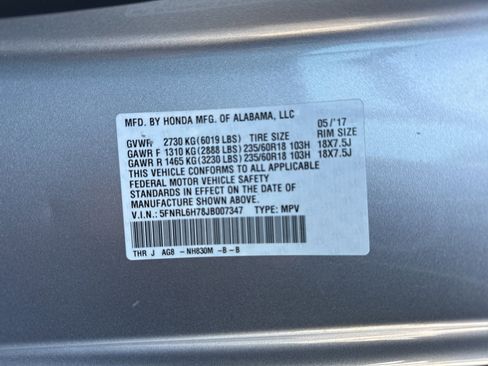 MFD. BY HONDA MFG. OF ALABAMA, LLC
05/'17
GVWR 2730 KG(6019 LBS) TIRE SIZE RIM SIZE
GAWR F 1310 KG(2888 LBS) 235/60R18 103H 18X7.5J
GAWR R 1465 KG(3230 LBS) 235/60R18 103H 18X7.5J
THIS VEHICLE CONFORMS TO ALL APPLICABLE
FEDERAL MOTOR VEHICLE SAFETY
STANDARDS IN EFFECT ON THE DATE OF
MANUFACTURE SHOWN ABOVE.
V.I.N.: 5FNRL6H78JB007347 TYPE: MPV
THR J AG8 -NH830M -B -B